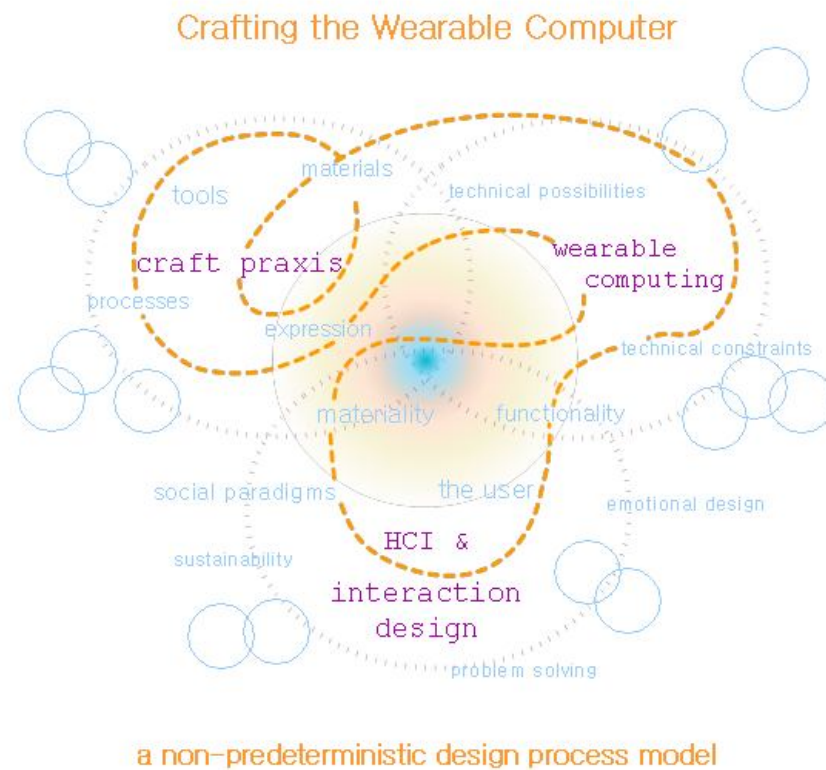 Crafting the Wearable Computer
materials
tools
technical possibilities
craft praxis
wearable
computing
processes
expression
technical constraints
materiality
functionality
social paradigms
the user
emotional design
HCI &
sustainability
interaction
design
problem solving
a non-predeterministic design process model